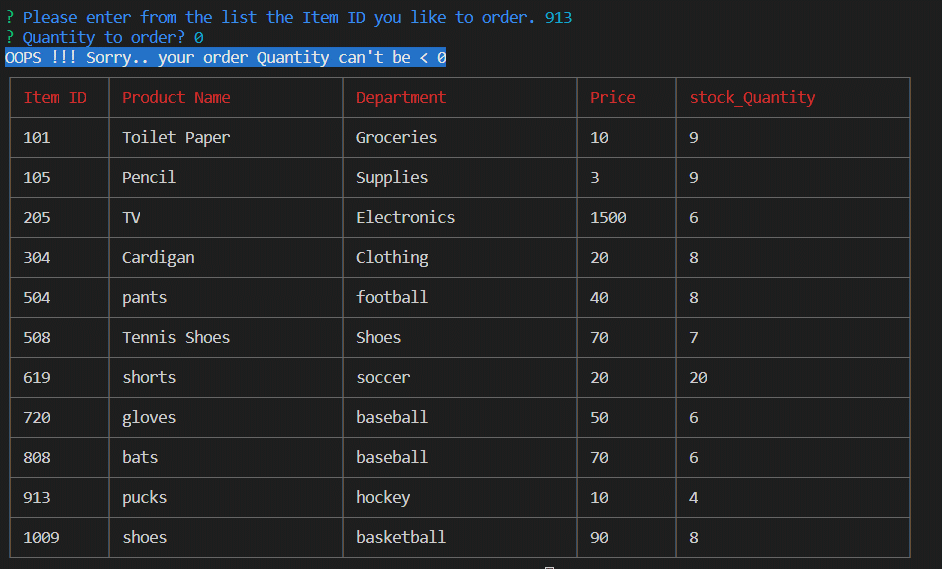 ? Please enter from the list the Item ID you like to order. 913
? Quantity to order? 0
OOPS !!! Sorry.. your order Quantity can't be < 0
Item ID Product Name Department Price stock_Quantity
101 Toilet Paper Groceries 10 9
105 Pencil Supplies 3 9
205 TV Electronics 1500 6
304 Cardigan Clothing 20 8
504 pants football 40 8
508 Tennis Shoes Shoes 70 7
619 shorts soccer 20 20
720 gloves baseball 50 6
808 bats baseball 70 6
913 pucks hockey 10 4
1009 shoes basketball 90 8